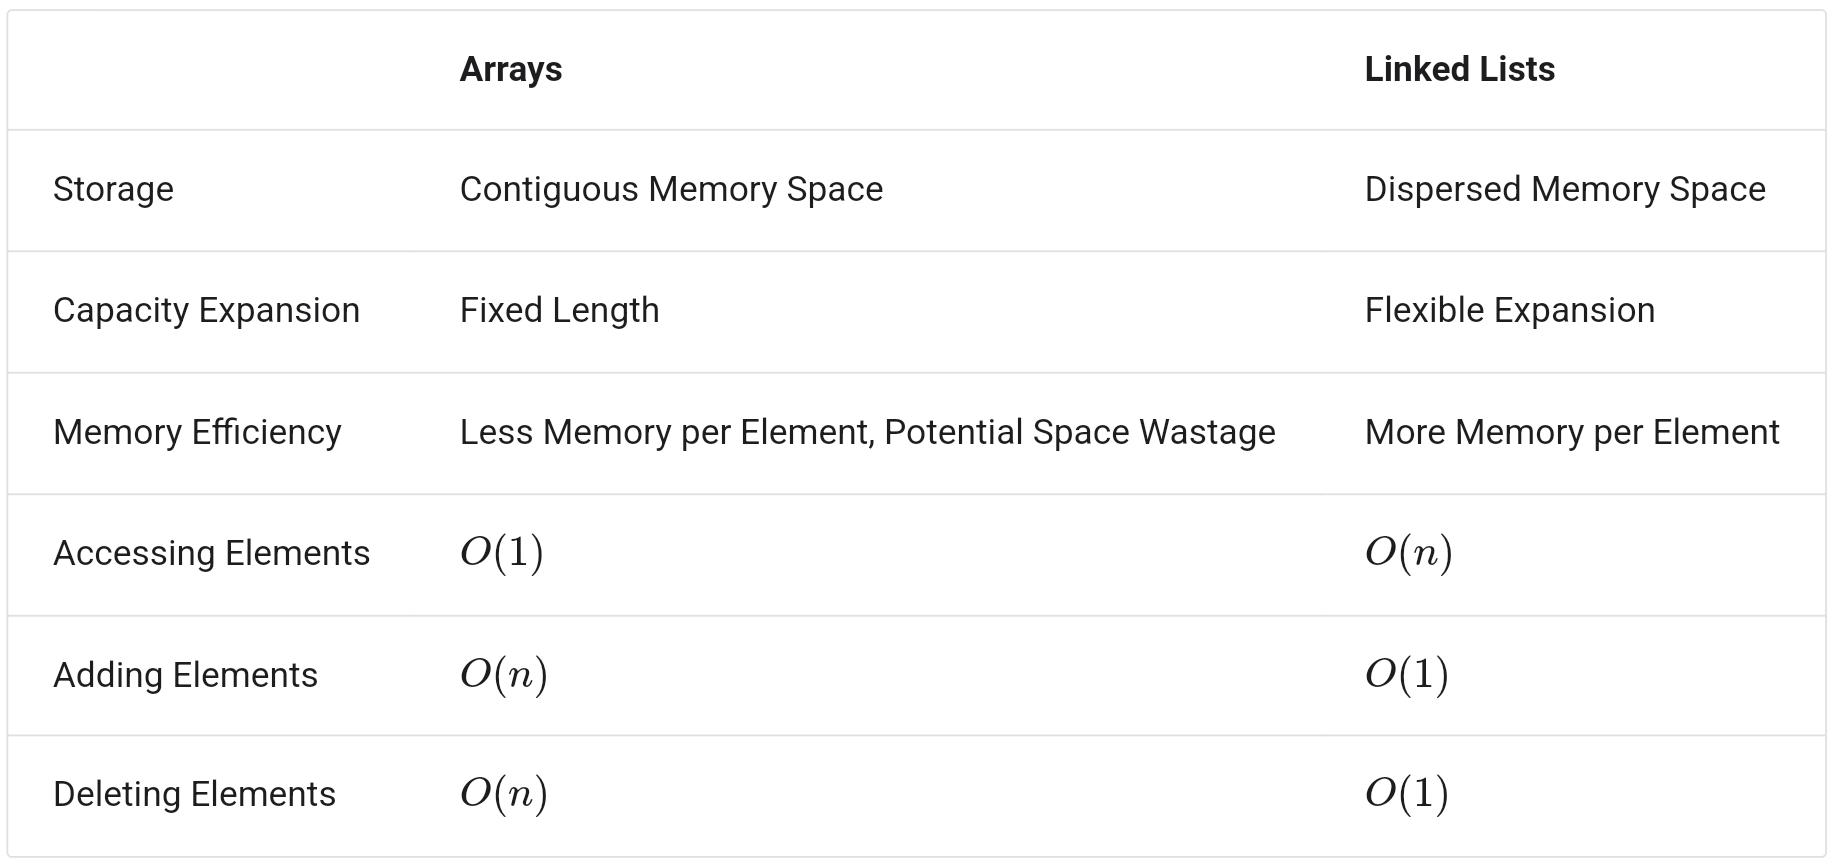 Arrays Linked Lists
Storage Contiguous Memory Space Dispersed Memory Space
Capacity Expansion Fixed Length Flexible Expansion
Memory Efficiency Less Memory per Element, Potential Space Wastage More Memory per Element
Accessing Elements O(1) O(n)
Adding Elements O(n) O(1)
Deleting Elements O(n) O(1)